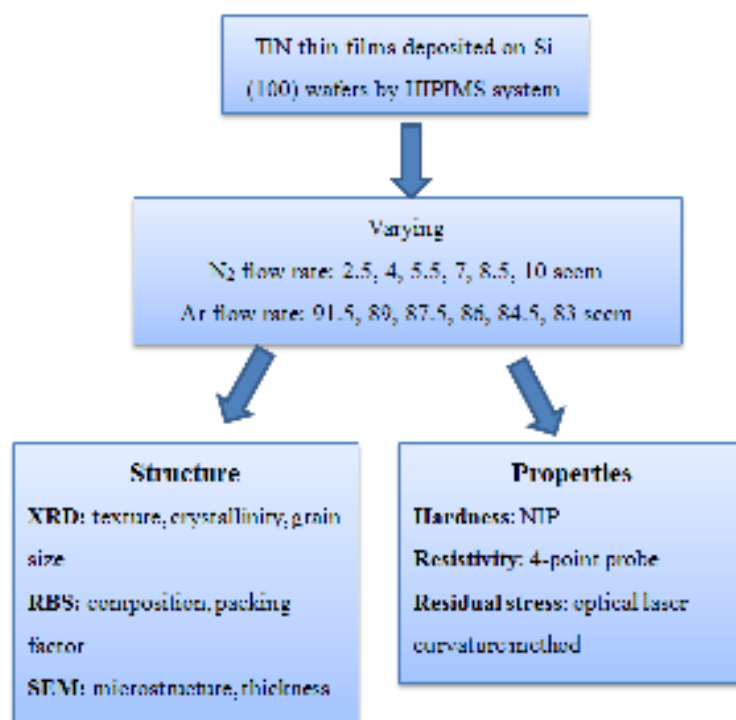 TiN thin films deposited on Si
(100) wafers by HIPIMS system
Varying
N₂ flow rate: 2.5, 4, 5.5, 7, 8.5, 10 sccm
Ar flow rate: 91.5, 89, 87.5, 86, 84.5, 83 sccm
Structure
XRD: texture, crystallinity, grain
size
RBS: composition, packing
factor
SEM: microstructure, thickness
Properties
Hardness: NIP
Resistivity: 4-point probe
Residual stress: optical laser
curvature method